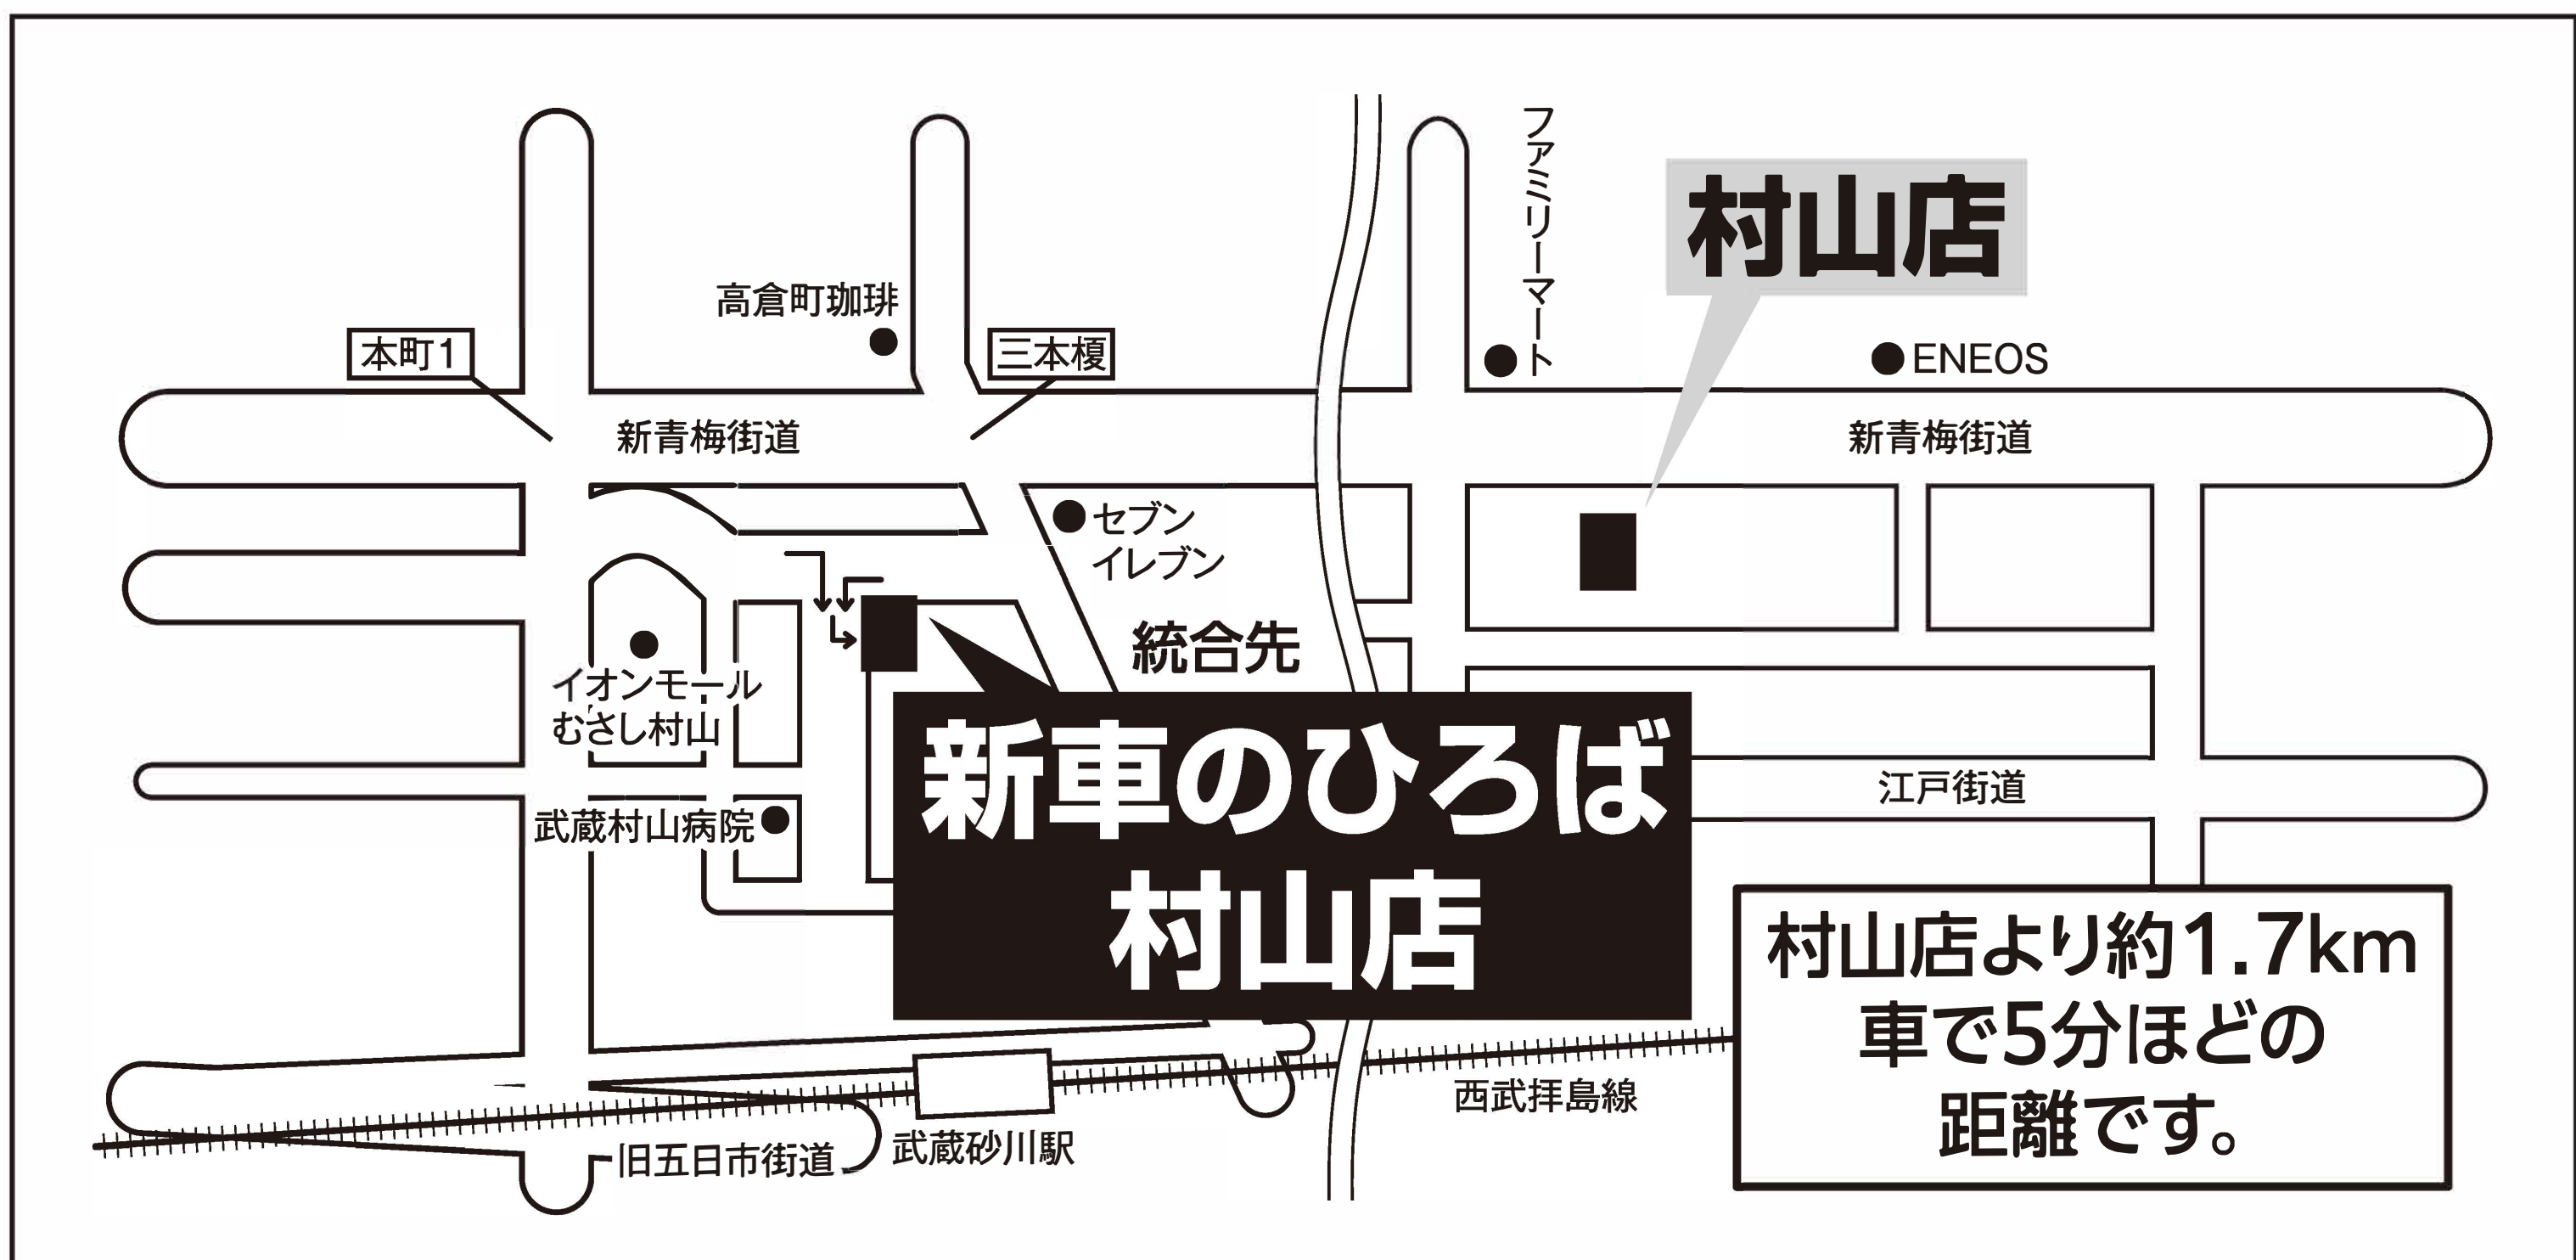 ファミリーマート
村山店
高倉町珈琲
本町1
三本榎
ENEOS
新青梅街道
新青梅街道
セブン
イレブン
統合先
イオンモール
むさし村山
新車のひろば
村山店
江戸街道
武蔵村山病院
村山店より約1.7km
車で5分ほどの
距離です。
西武拝島線
武蔵砂川駅
旧五日市街道